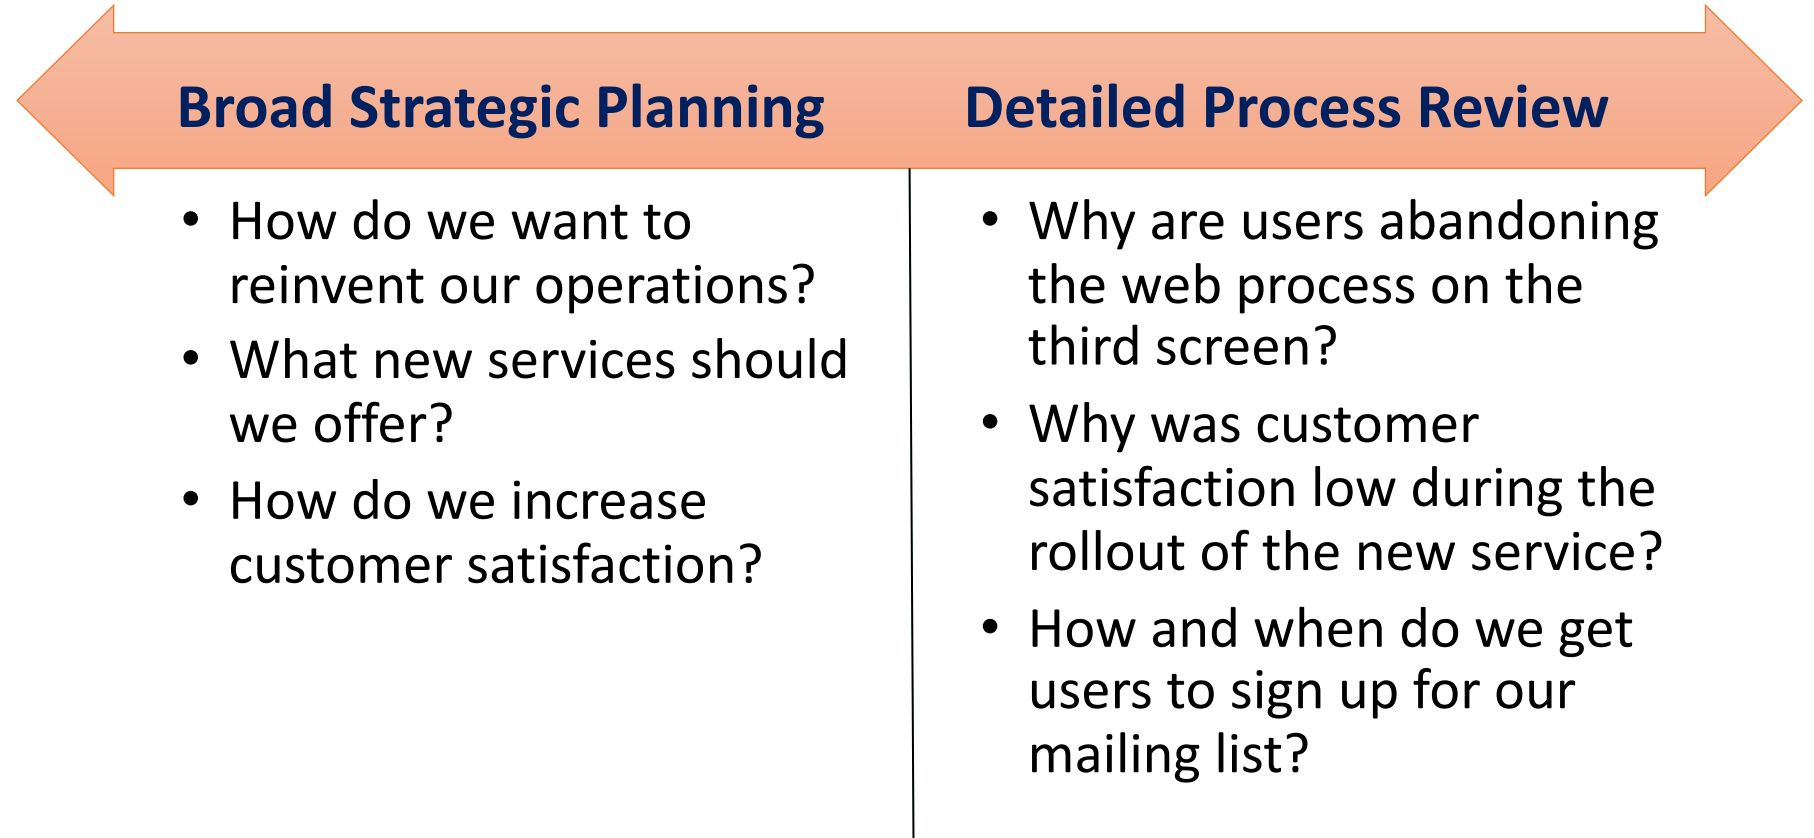 Broad Strategic Planning
• How do we want to
reinvent our operations?
• What new services should
we offer?
• How do we increase
customer satisfaction?
Detailed Process Review
• Why are users abandoning
the web process on the
third screen?
• Why was customer
satisfaction low during the
rollout of the new service?
• How and when do we get
users to sign up for our
mailing list?